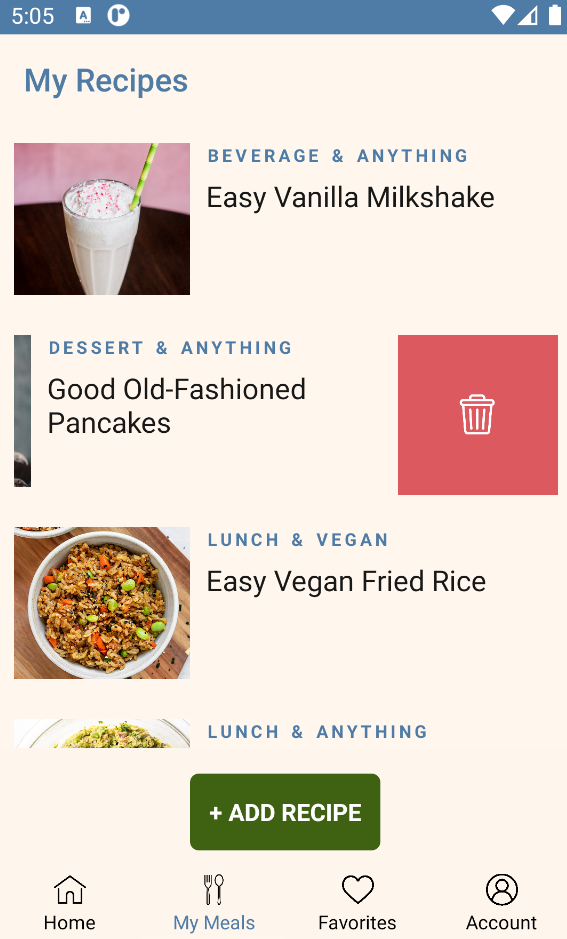 5:05
A
My Recipes
BEVERAGE & ANYTHING
Easy Vanilla Milkshake
DESSERT & ANYTHING
Good Old-Fashioned
Pancakes
LUNCH & VEGAN
Easy Vegan Fried Rice
LUNCH & ANYTHING
+ ADD RECIPE
Home
My Meals
Favorites
Account